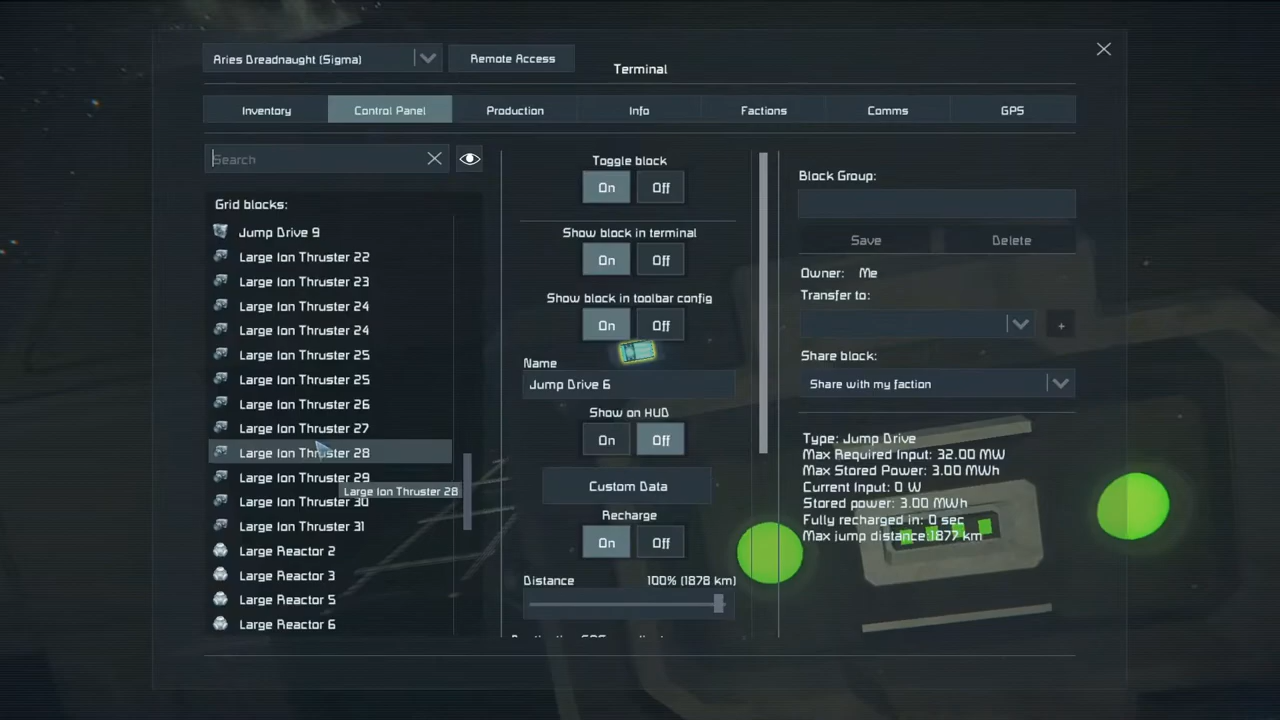 Aries Dreadnaught (Sigma)
Remote Access
Terminal
Inventory
Control Panel
Production
Info
Factions
Comms
GPS
Search
Grid blocks:
Jump Drive 9
Large Ion Thruster 22
Large Ion Thruster 23
Large Ion Thruster 24
Large Ion Thruster 24
Large Ion Thruster 25
Large Ion Thruster 25
Large Ion Thruster 26
Large Ion Thruster 27
Large Ion Thruster 28
Large Ion Thruster 29
Large Ion Thruster 28
Large Ion Thruster 30
Large Ion Thruster 31
Large Reactor 2
Large Reactor 3
Large Reactor 5
Large Reactor 6
Toggle block
On Off
Show block in terminal
On Off
Show block in toolbar config
On Off
Name
Jump Drive 6
Show on HUD
On Off
Custom Data
Recharge
On Off
Distance 100% (1878 km)
Block Group:
Save Delete
Owner: Me
Transfer to:
+
Share block:
Share with my faction
Type: Jump Drive
Max Required Input: 32.00 MW
Max Stored Power: 3.00 MWh
Current Input: 0 W
Stored power: 3.00 MWh
Fully recharged in: 0 sec
Max jump distance:1877 km